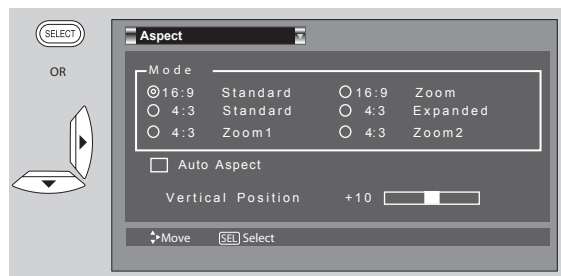 SELECT
OR
Aspect
Mode
16:9 Standard 16:9 Zoom
4:3 Standard 4:3 Expanded
4:3 Zoom1 4:3 Zoom2
Auto Aspect
Vertical Position +10
Move SEL Select